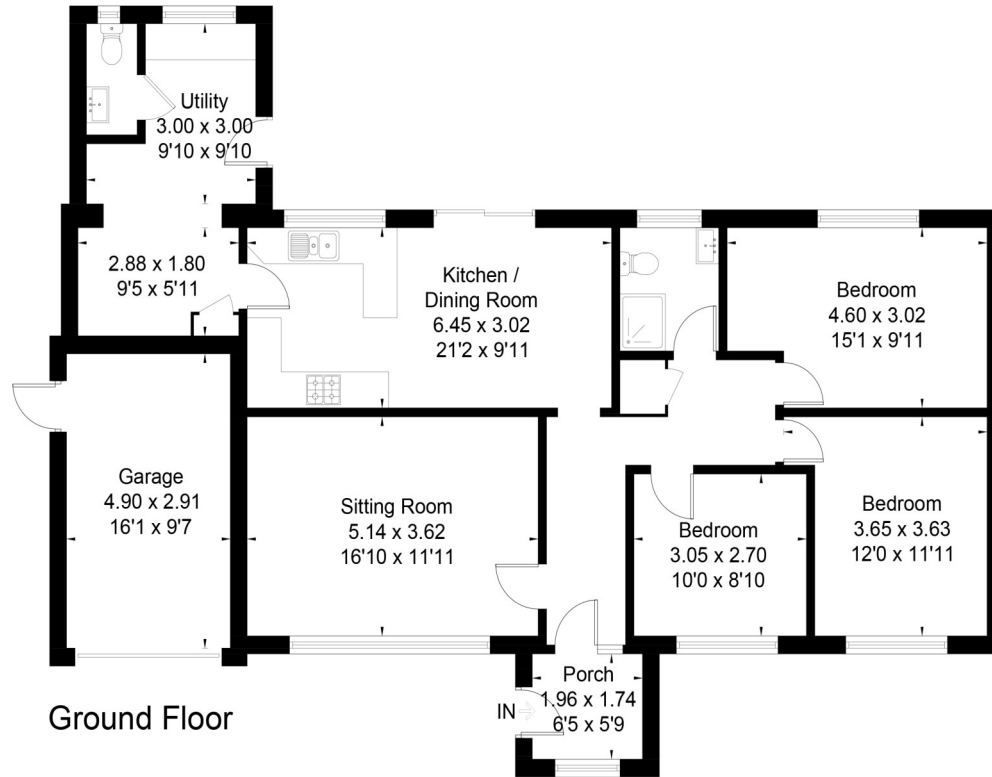 Utility
3.00 x 3.00
9'10 x 9'10
2.88 x 1.80
9'5 x 5'11
Kitchen /
Dining Room
6.45 x 3.02
21'2 x 9'11
Bedroom
4.60 x 3.02
15'1 x 9'11
Garage
4.90 x 2.91
16'1 x 9'7
Sitting Room
5.14 x 3.62
16'10 x 11'11
Bedroom
3.05 x 2.70
10'0 x 8'10
Bedroom
3.65 x 3.63
12'0 x 11'11
Porch
1.96 x 1.74
6'5 x 5'9
IN
Ground Floor